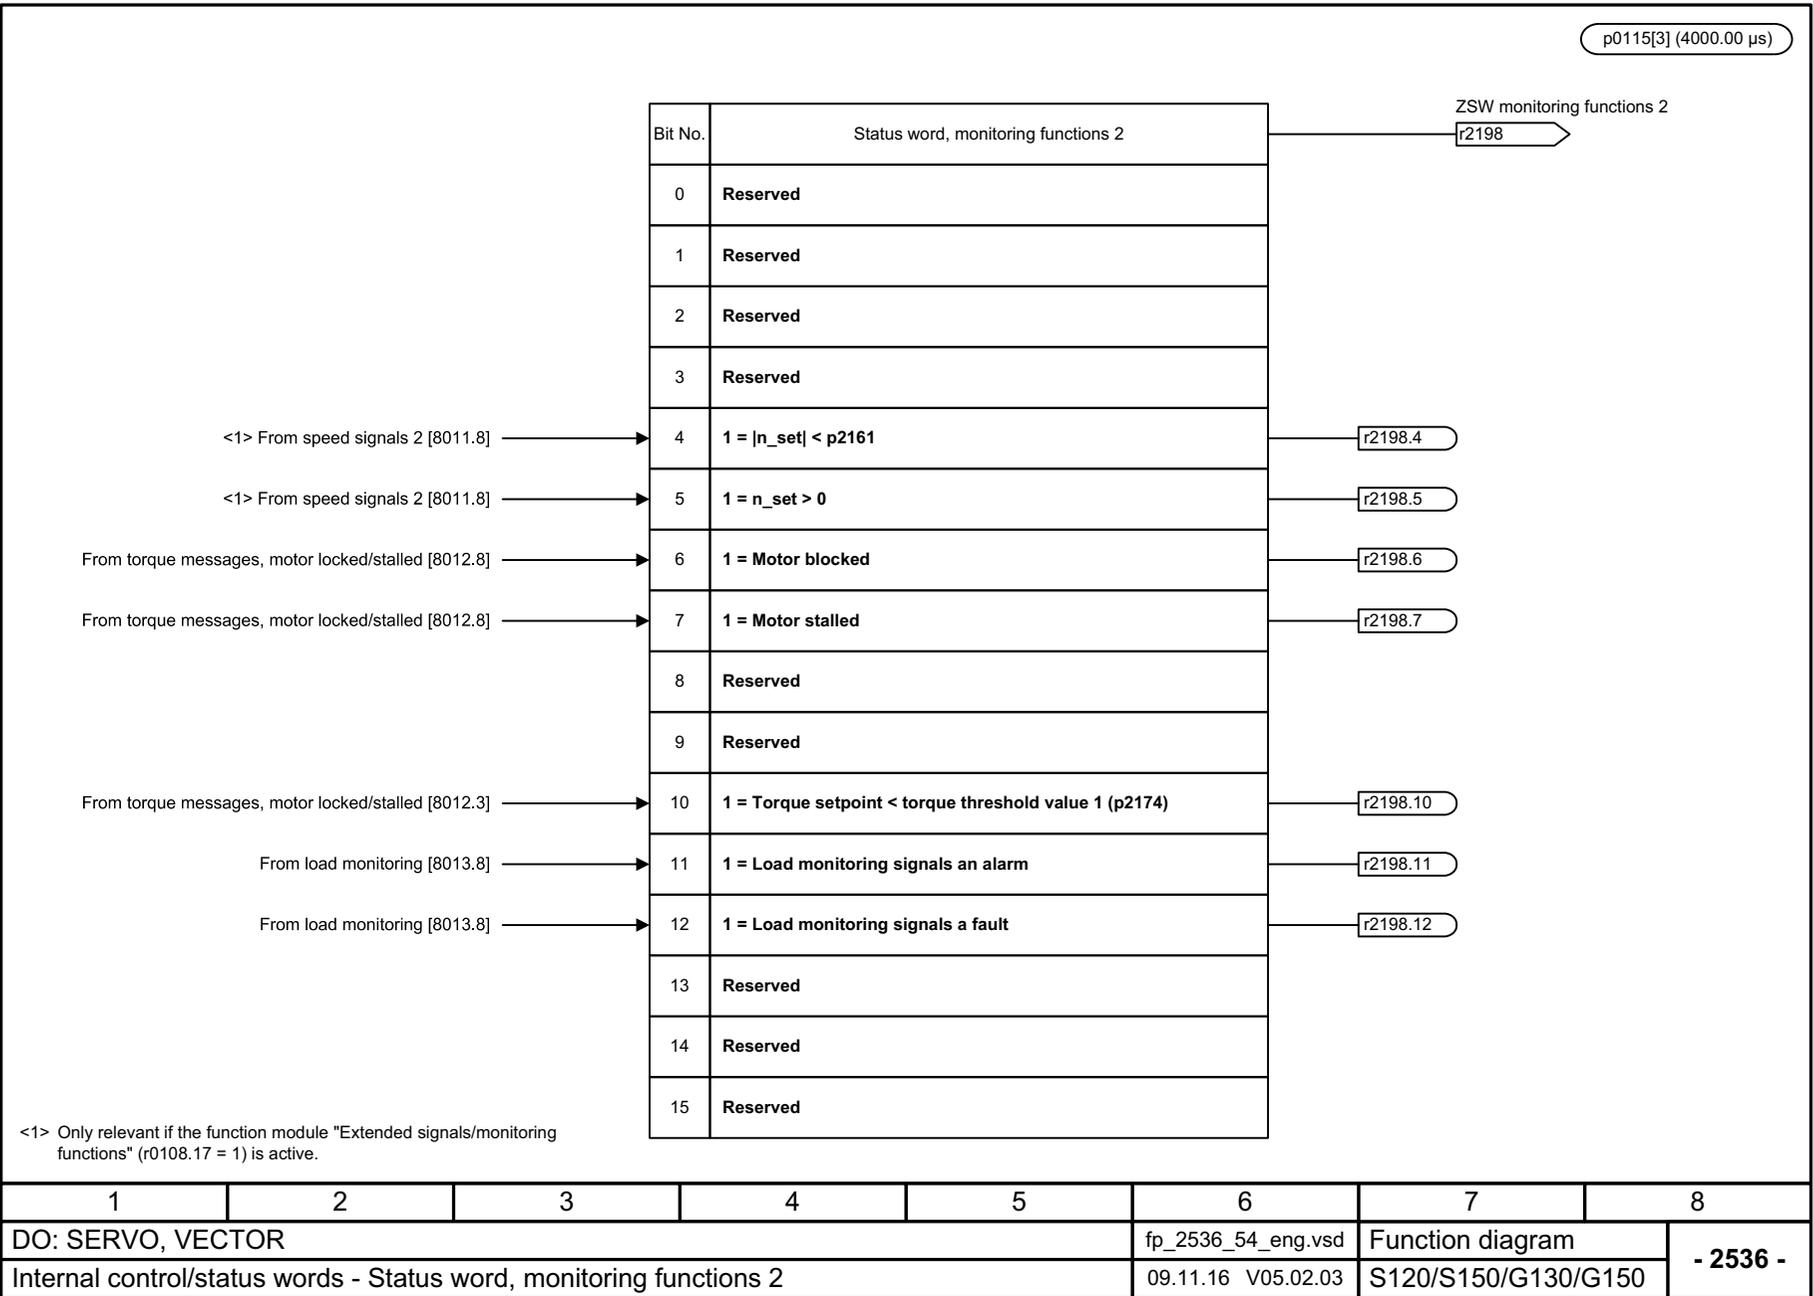 p0115[3] (4000.00 µs)
ZSW monitoring functions 2
Bit No. Status word, monitoring functions 2 r2198
0 Reserved
1 Reserved
2 Reserved
3 Reserved
<1> From speed signals 2 [8011.8] 4 1 = |n_set| < p2161 r2198.4
<1> From speed signals 2 [8011.8] 5 1 = n_set > 0 r2198.5
From torque messages, motor locked/stalled [8012.8] 6 1 = Motor blocked r2198.6
From torque messages, motor locked/stalled [8012.8] 7 1 = Motor stalled r2198.7
8 Reserved
9 Reserved
From torque messages, motor locked/stalled [8012.3] 10 1 = Torque setpoint < torque threshold value 1 (p2174) r2198.10
From load monitoring [8013.8] 11 1 = Load monitoring signals an alarm r2198.11
From load monitoring [8013.8] 12 1 = Load monitoring signals a fault r2198.12
13 Reserved
14 Reserved
15 Reserved
<1> Only relevant if the function module "Extended signals/monitoring
functions" (r0108.17 = 1) is active.
1 2 3 4 5 6 7 8
DO: SERVO, VECTOR fp_2536_54_eng.vsd Function diagram
- 2536 -
Internal control/status words - Status word, monitoring functions 2 09.11.16 V05.02.03 S120/S150/G130/G150